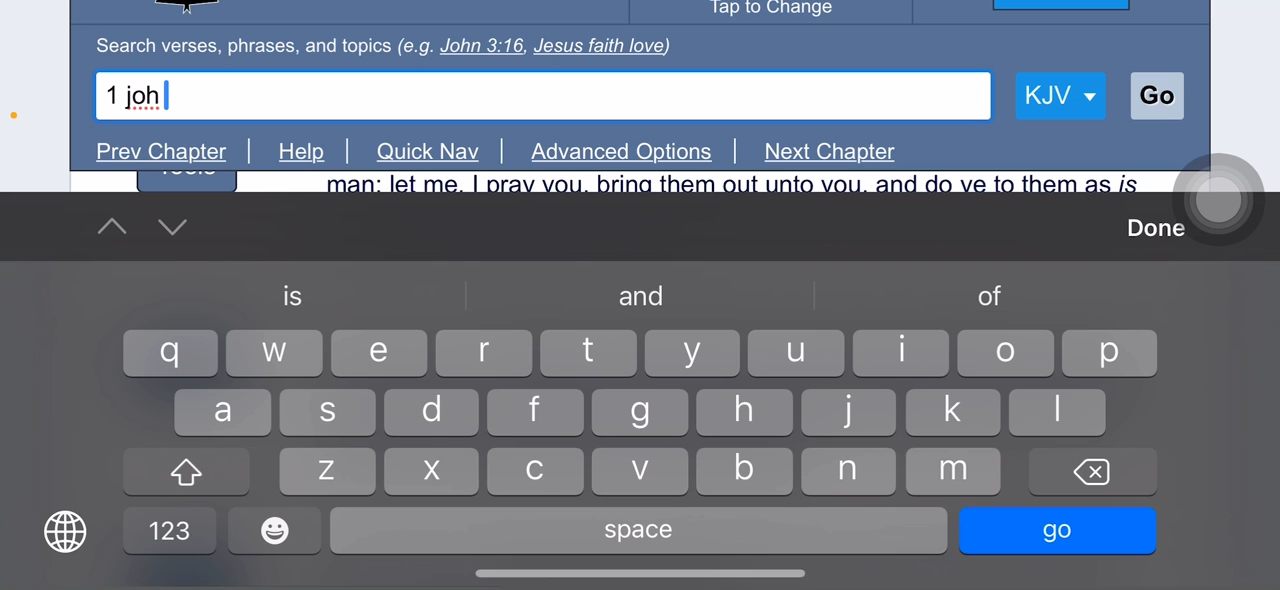 Tap to Change
Search verses, phrases, and topics (e.g. John 3:16, Jesus faith love)
1 joh
KJV
Go
Prev Chapter | Help | Quick Nav | Advanced Options | Next Chapter
Tools
man; let me, I pray you, bring them out unto you, and do ye to them as is
Done
is and of
q w e r t y u i o p
a s d f g h j k l
z x c v b n m
123 space go